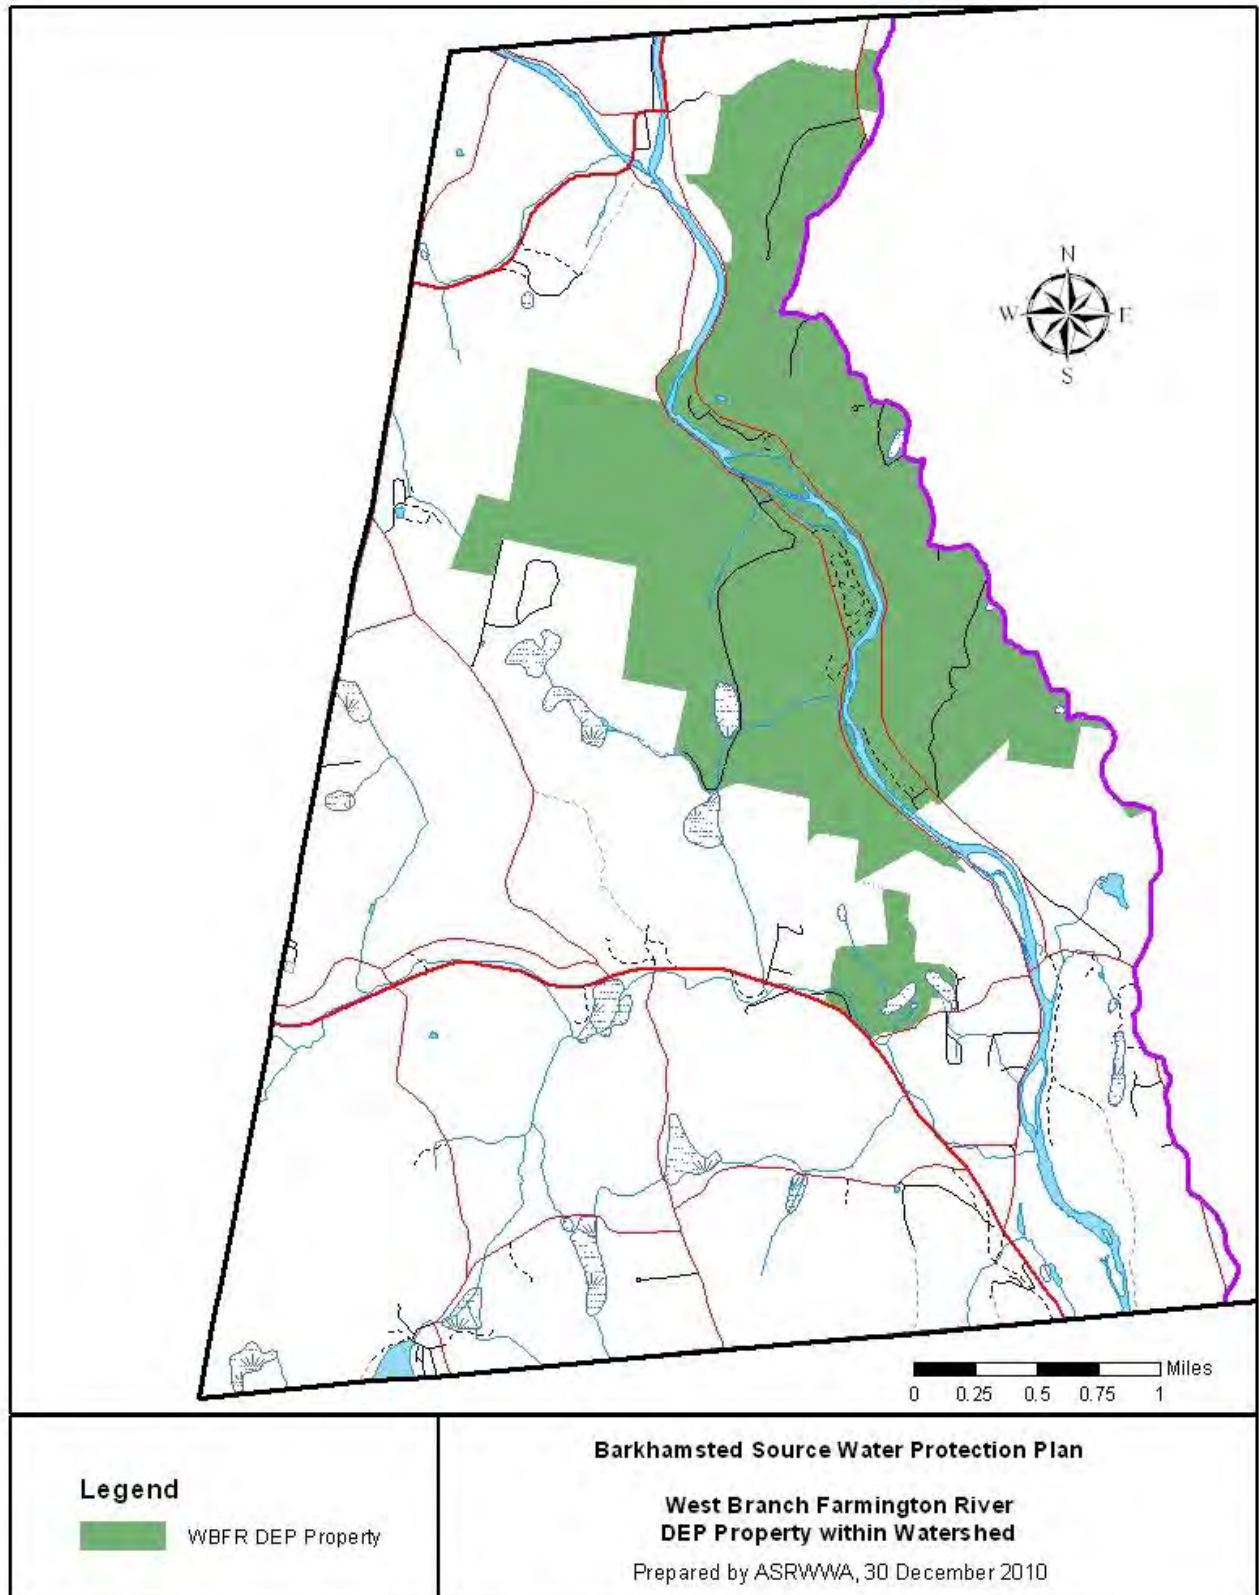 N
W E
S
Miles
0 0.25 0.5 0.75 1
Legend
WBFR DEP Property
Barkhamsted Source Water Protection Plan
West Branch Farmington River
DEP Property within Watershed
Prepared by ASRWWA, 30 December 2010